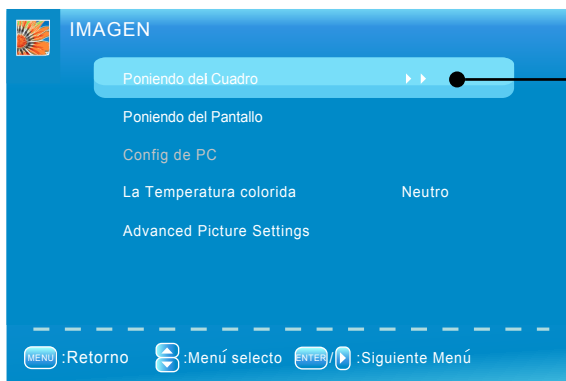 IMAGEN
Poniendo del Cuadro
Poniendo del Pantallo
Config de PC
La Temperatura colorida Neutro
Advanced Picture Settings
MENU :Retorno :Menú selecto ENTER / :Siguiente Menú